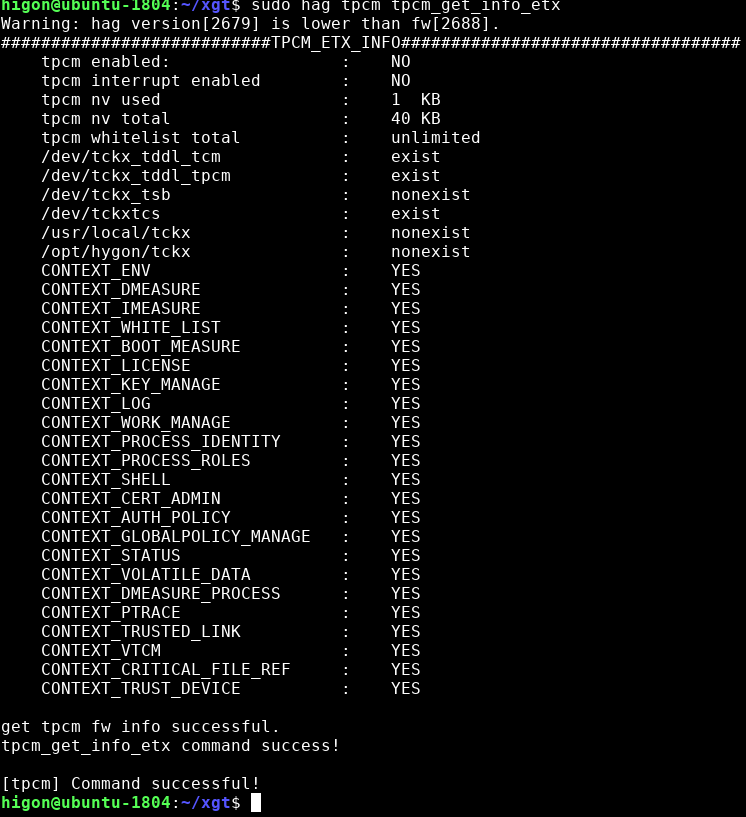 higon@ubuntu-1804:~/xgt$ sudo hag tpcm tpcm_get_info_etx
Warning: hag version[2679] is lower than fw[2688].
###########################TPCM_ETX_INFO##################################
    tpcm enabled:                 :    NO
    tpcm interrupt enabled        :    NO
    tpcm nv used                  :    1  KB
    tpcm nv total                 :    40 KB
    tpcm whitelist total          :    unlimited
    /dev/tckx_tddl_tcm            :    exist
    /dev/tckx_tddl_tpcm           :    exist
    /dev/tckx_tsb                 :    nonexist
    /dev/tckxtcs                  :    exist
    /usr/local/tckx               :    nonexist
    /opt/hygon/tckx               :    nonexist
    CONTEXT_ENV                   :    YES
    CONTEXT_DMEASURE              :    YES
    CONTEXT_IMEASURE              :    YES
    CONTEXT_WHITE_LIST            :    YES
    CONTEXT_BOOT_MEASURE          :    YES
    CONTEXT_LICENSE               :    YES
    CONTEXT_KEY_MANAGE            :    YES
    CONTEXT_LOG                   :    YES
    CONTEXT_WORK_MANAGE           :    YES
    CONTEXT_PROCESS_IDENTITY      :    YES
    CONTEXT_PROCESS_ROLES         :    YES
    CONTEXT_SHELL                 :    YES
    CONTEXT_CERT_ADMIN            :    YES
    CONTEXT_AUTH_POLICY           :    YES
    CONTEXT_GLOBALPOLICY_MANAGE   :    YES
    CONTEXT_STATUS                :    YES
    CONTEXT_VOLATILE_DATA         :    YES
    CONTEXT_DMEASURE_PROCESS      :    YES
    CONTEXT_PTRACE                :    YES
    CONTEXT_TRUSTED_LINK          :    YES
    CONTEXT_VTCM                  :    YES
    CONTEXT_CRITICAL_FILE_REF     :    YES
    CONTEXT_TRUST_DEVICE          :    YES

get tpcm fw info successful.
tpcm_get_info_etx command success!

[tpcm] Command successful!
higon@ubuntu-1804:~/xgt$